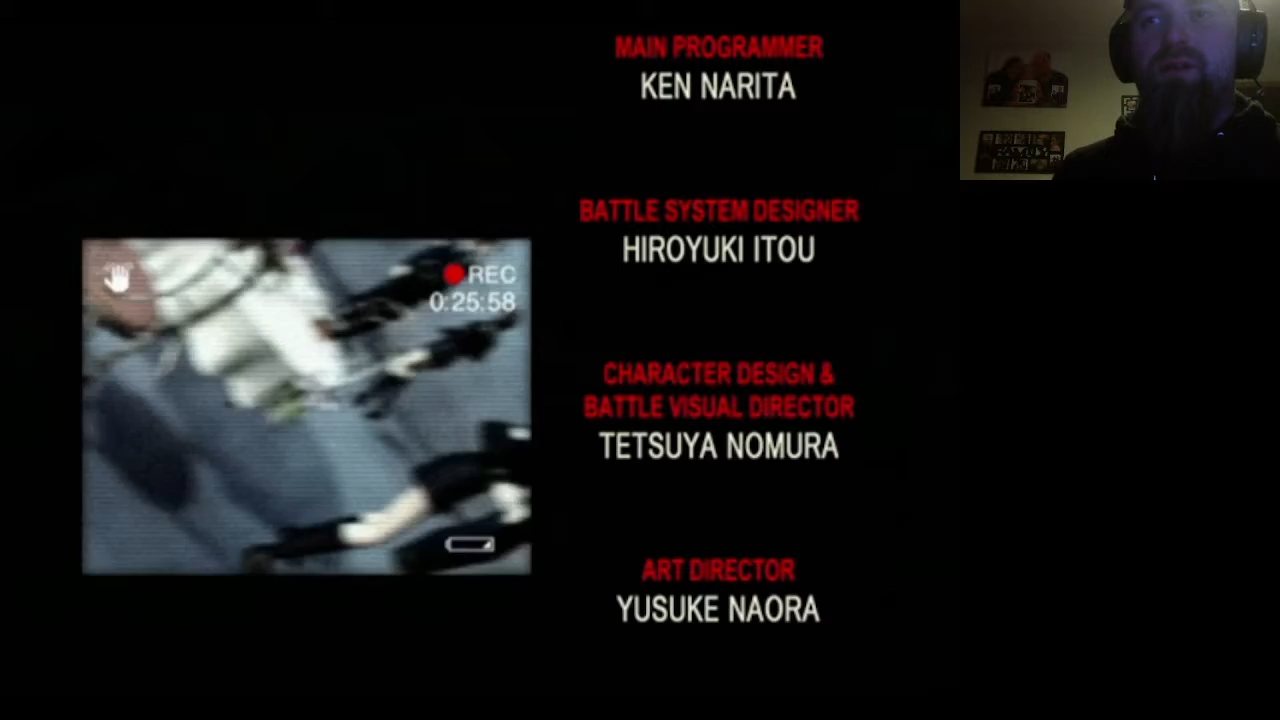 MAIN PROGRAMMER
KEN NARITA
BATTLE SYSTEM DESIGNER
HIROYUKI ITOU
REC
0:25:58
CHARACTER DESIGN &
BATTLE VISUAL DIRECTOR
TETSUYA NOMURA
ART DIRECTOR
YUSUKE NAORA